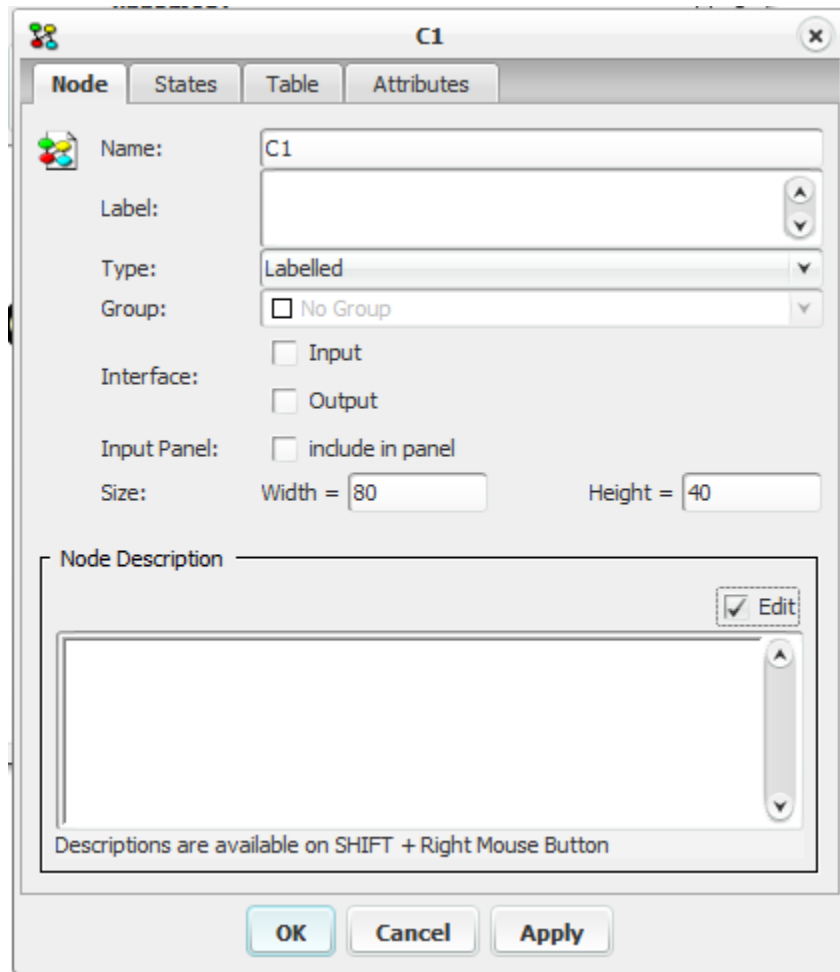 C1
Node States Table Attributes
Name: C1
Label:
Type: Labelled
Group: No Group
Interface: Input
Output
Input Panel: include in panel
Size: Width = 80 Height = 40
Node Description
Edit
Descriptions are available on SHIFT + Right Mouse Button
OK Cancel Apply